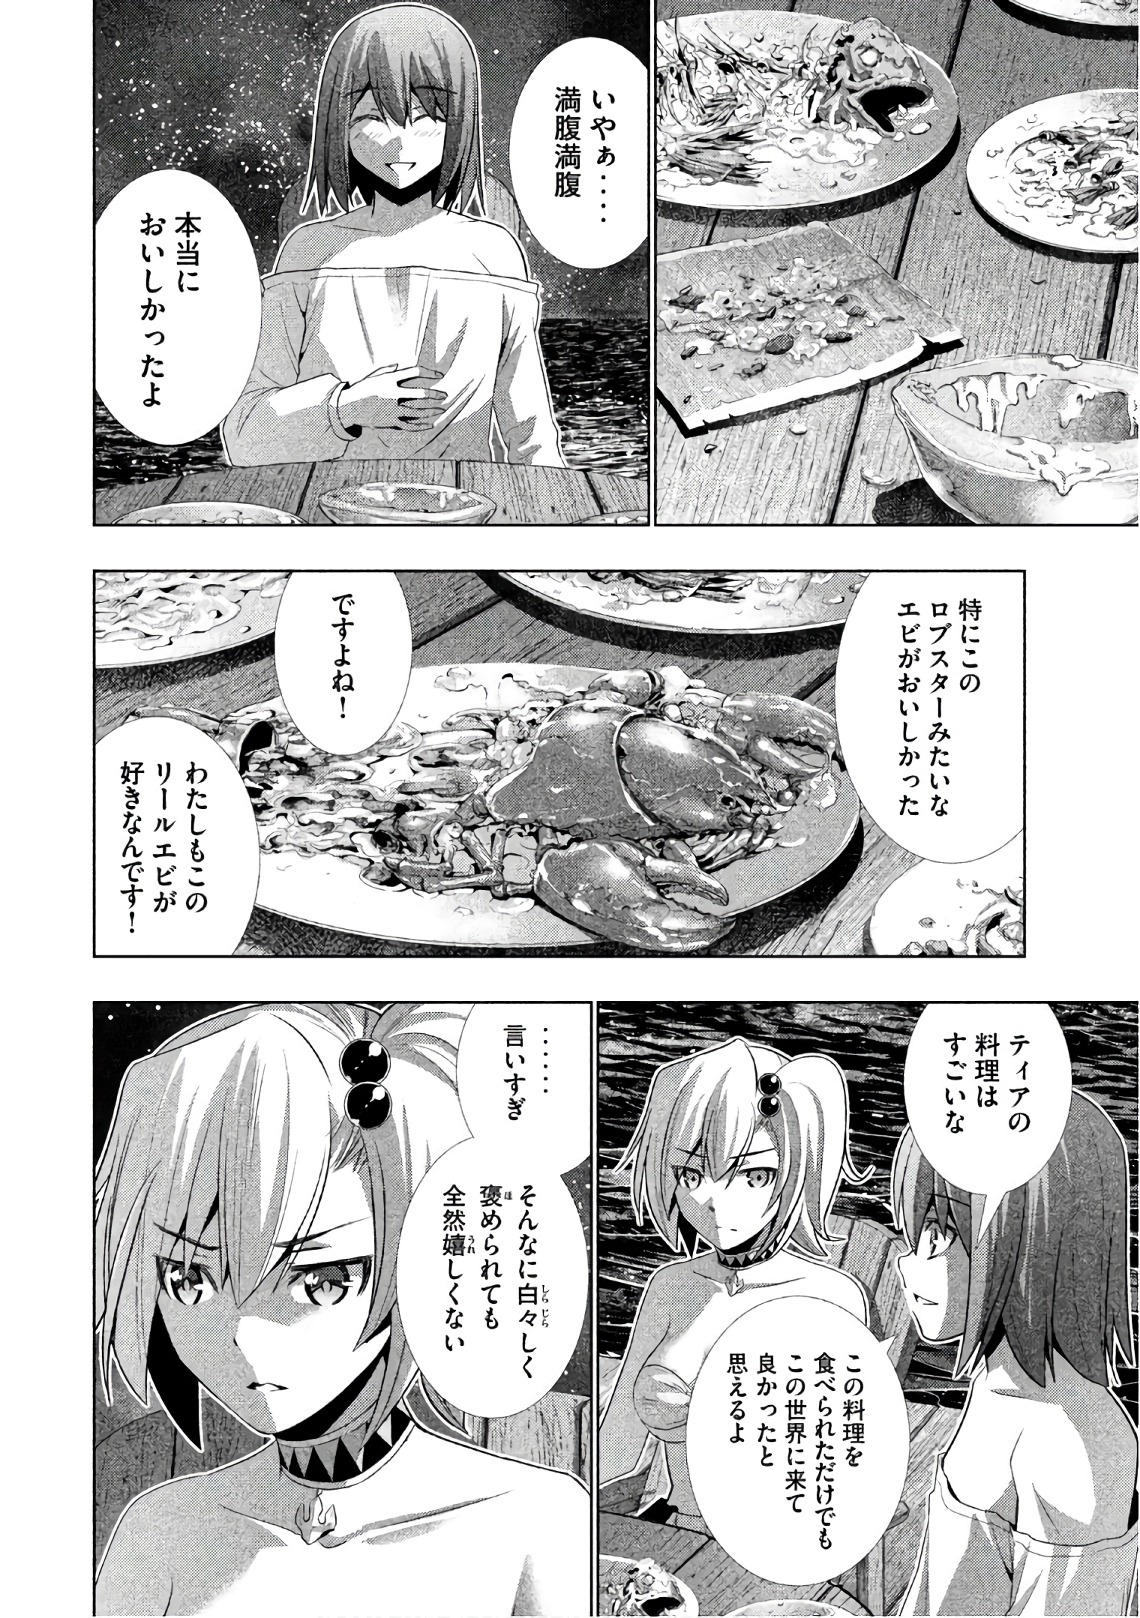 いやぁ‥‥‥
満腹満腹
本当に
おいしかったよ
特にこの
ロブスターみたいな
エビがおいしかった
ですよね！
わたしもこの
リールエビが
好きなんです！
ティアの
料理は
すごいな
この料理を
食べられただけでも
この世界に来て
良かったと
思えるよ
‥‥‥
言いすぎ
そんなに白々しく
褒められても
全然嬉しくない